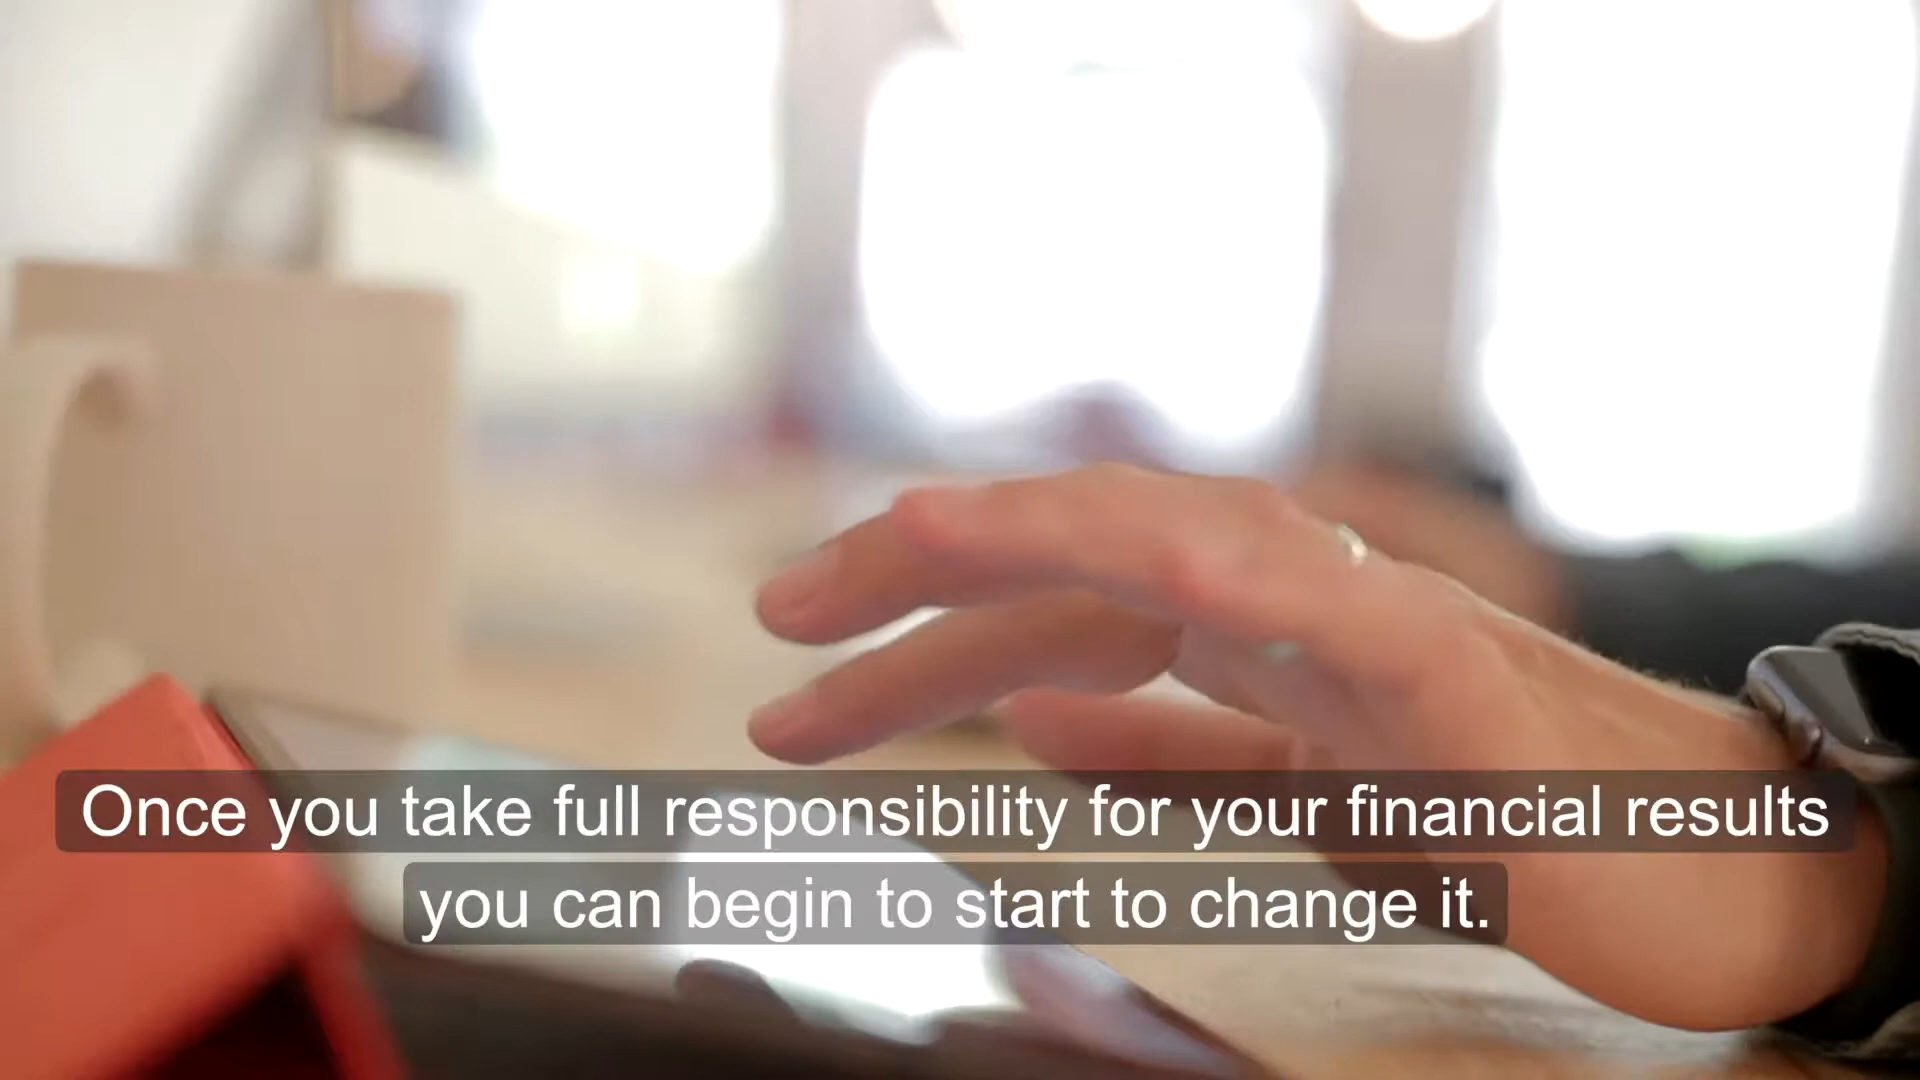 Once you take full responsibility for your financial results
you can begin to start to change it.